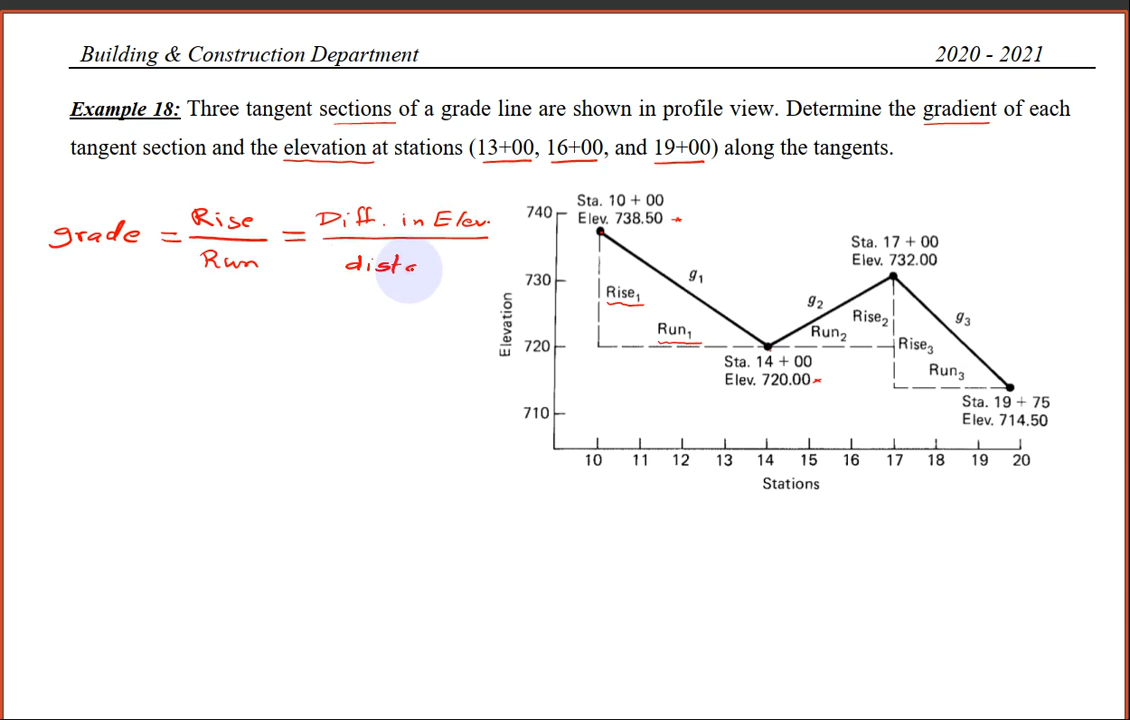 Building & Construction Department 2020 - 2021
Example 18: Three tangent sections of a grade line are shown in profile view. Determine the gradient of each
tangent section and the elevation at stations (13+00, 16+00, and 19+00) along the tangents.
grade = Rise / Run = Diff. in Elev. / dista
Sta. 10 + 00
Elev. 738.50
Sta. 17 + 00
Elev. 732.00
740
730
720
710
Elevation
g1
g2
g3
Rise1
Run1
Rise2
Run2
Rise3
Run3
Sta. 14 + 00
Elev. 720.00
Sta. 19 + 75
Elev. 714.50
10 11 12 13 14 15 16 17 18 19 20
Stations